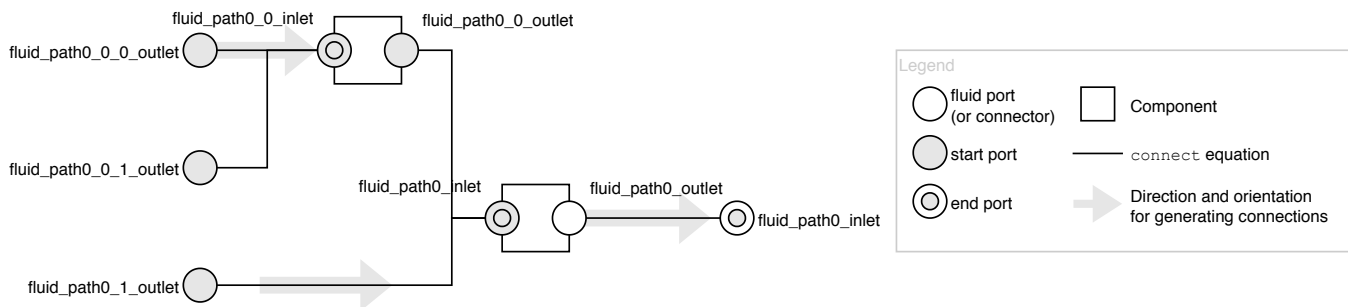 fluid_path0_0_inlet
fluid_path0_0_outlet
fluid_path0_0_0_outlet
fluid_path0_0_1_outlet
fluid_path0_inlet
fluid_path0_outlet
fluid_path0_inlet
fluid_path0_1_outlet
Legend
fluid port
(or connector)
Component
start port
connect equation
end port
Direction and orientation
for generating connections